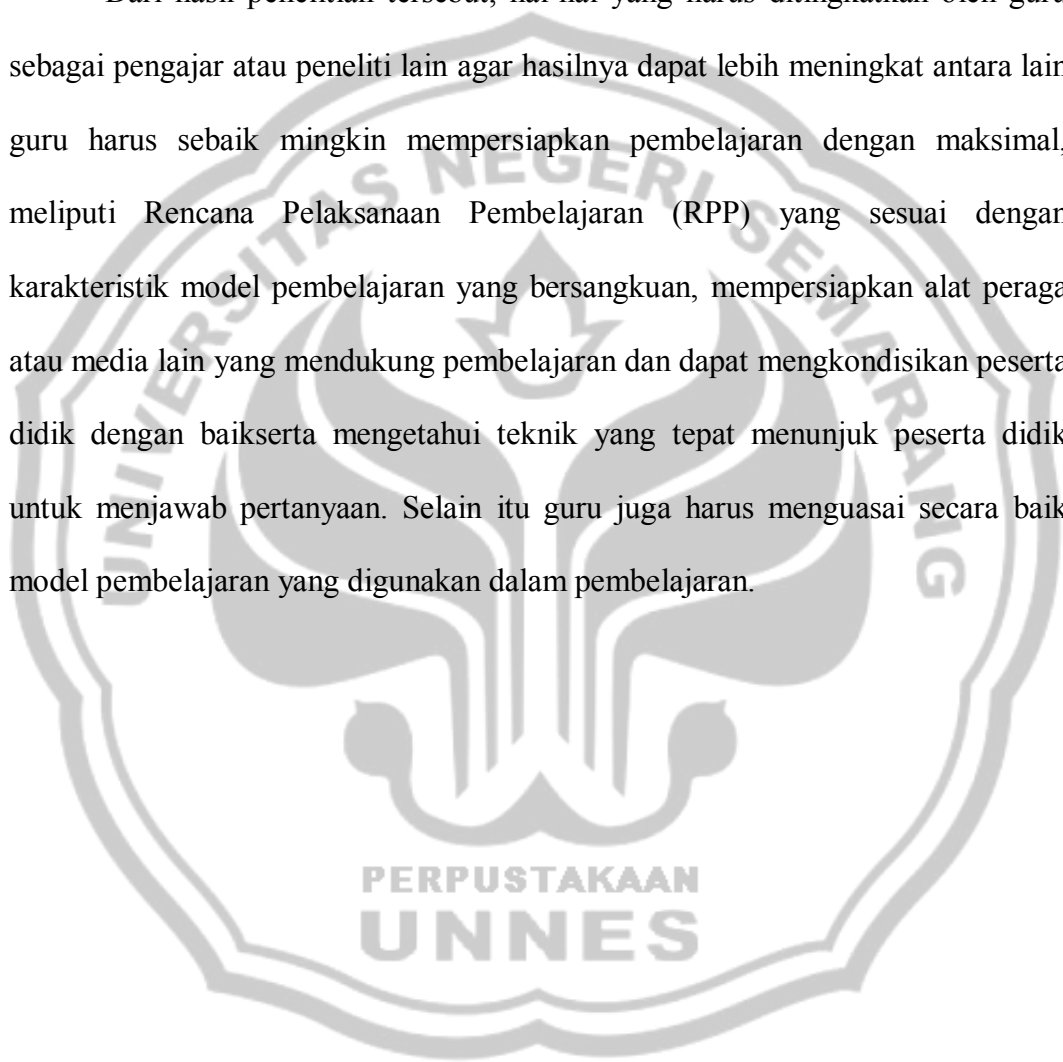 Dari hasil penelitian tersebut, hal-hal yang harus ditingkatkan oleh guru
sebagai pengajar atau peneliti lain agar hasilnya dapat lebih meningkat antara lain
guru harus sebaik mingkin mempersiapkan pembelajaran dengan maksimal,
meliputi Rencana Pelaksanaan Pembelajaran (RPP) yang sesuai dengan
karakteristik model pembelajaran yang bersangkuan, mempersiapkan alat peraga
atau media lain yang mendukung pembelajaran dan dapat mengkondisikan peserta
didik dengan baikserta mengetahui teknik yang tepat menunjuk peserta didik
untuk menjawab pertanyaan. Selain itu guru juga harus menguasai secara baik
model pembelajaran yang digunakan dalam pembelajaran.
UNIVERSITAS NEGERI SEMARANG
PERPUSTAKAAN
UNNES